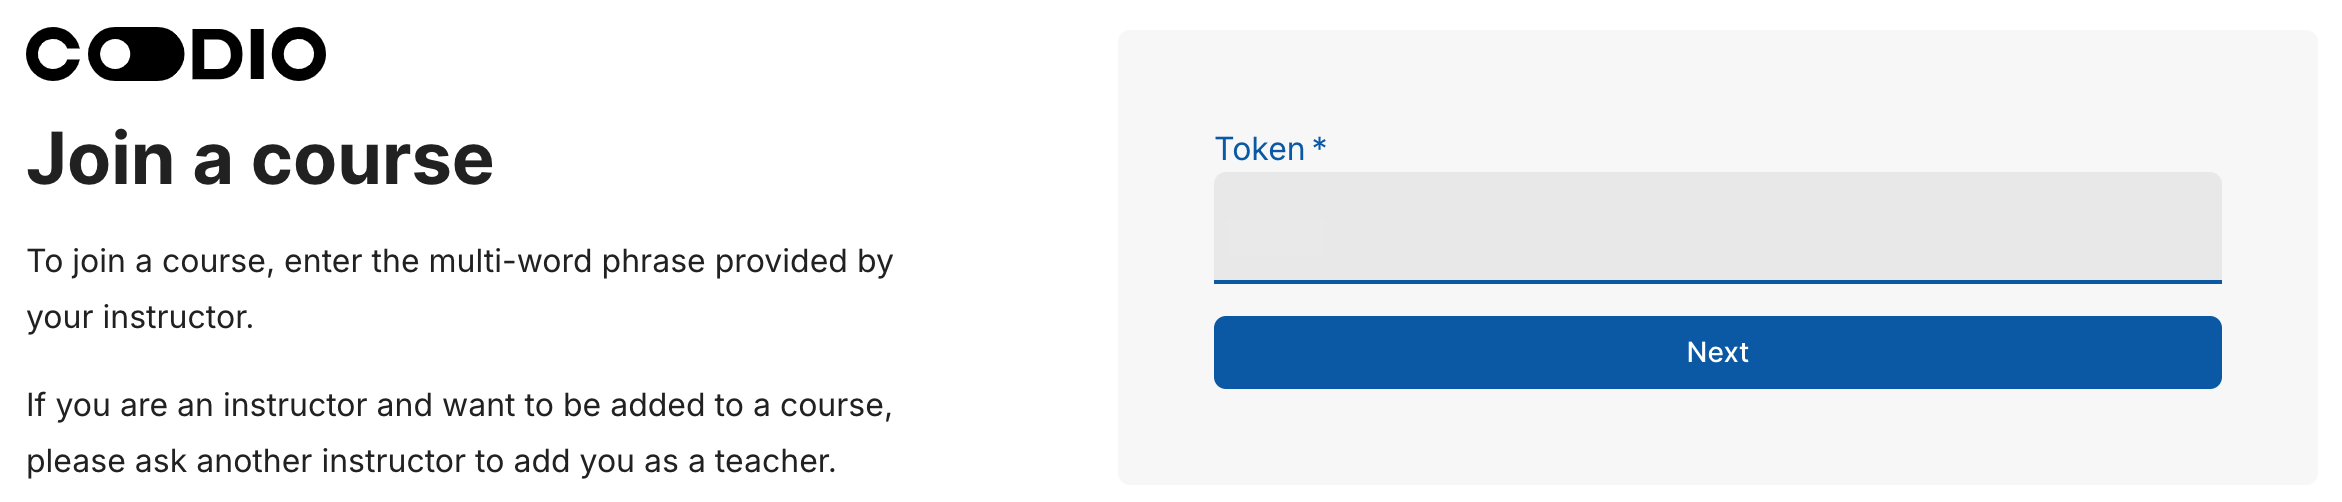 CODIO
Join a course
To join a course, enter the multi-word phrase provided by
your instructor.
If you are an instructor and want to be added to a course,
please ask another instructor to add you as a teacher.
Token *
Next